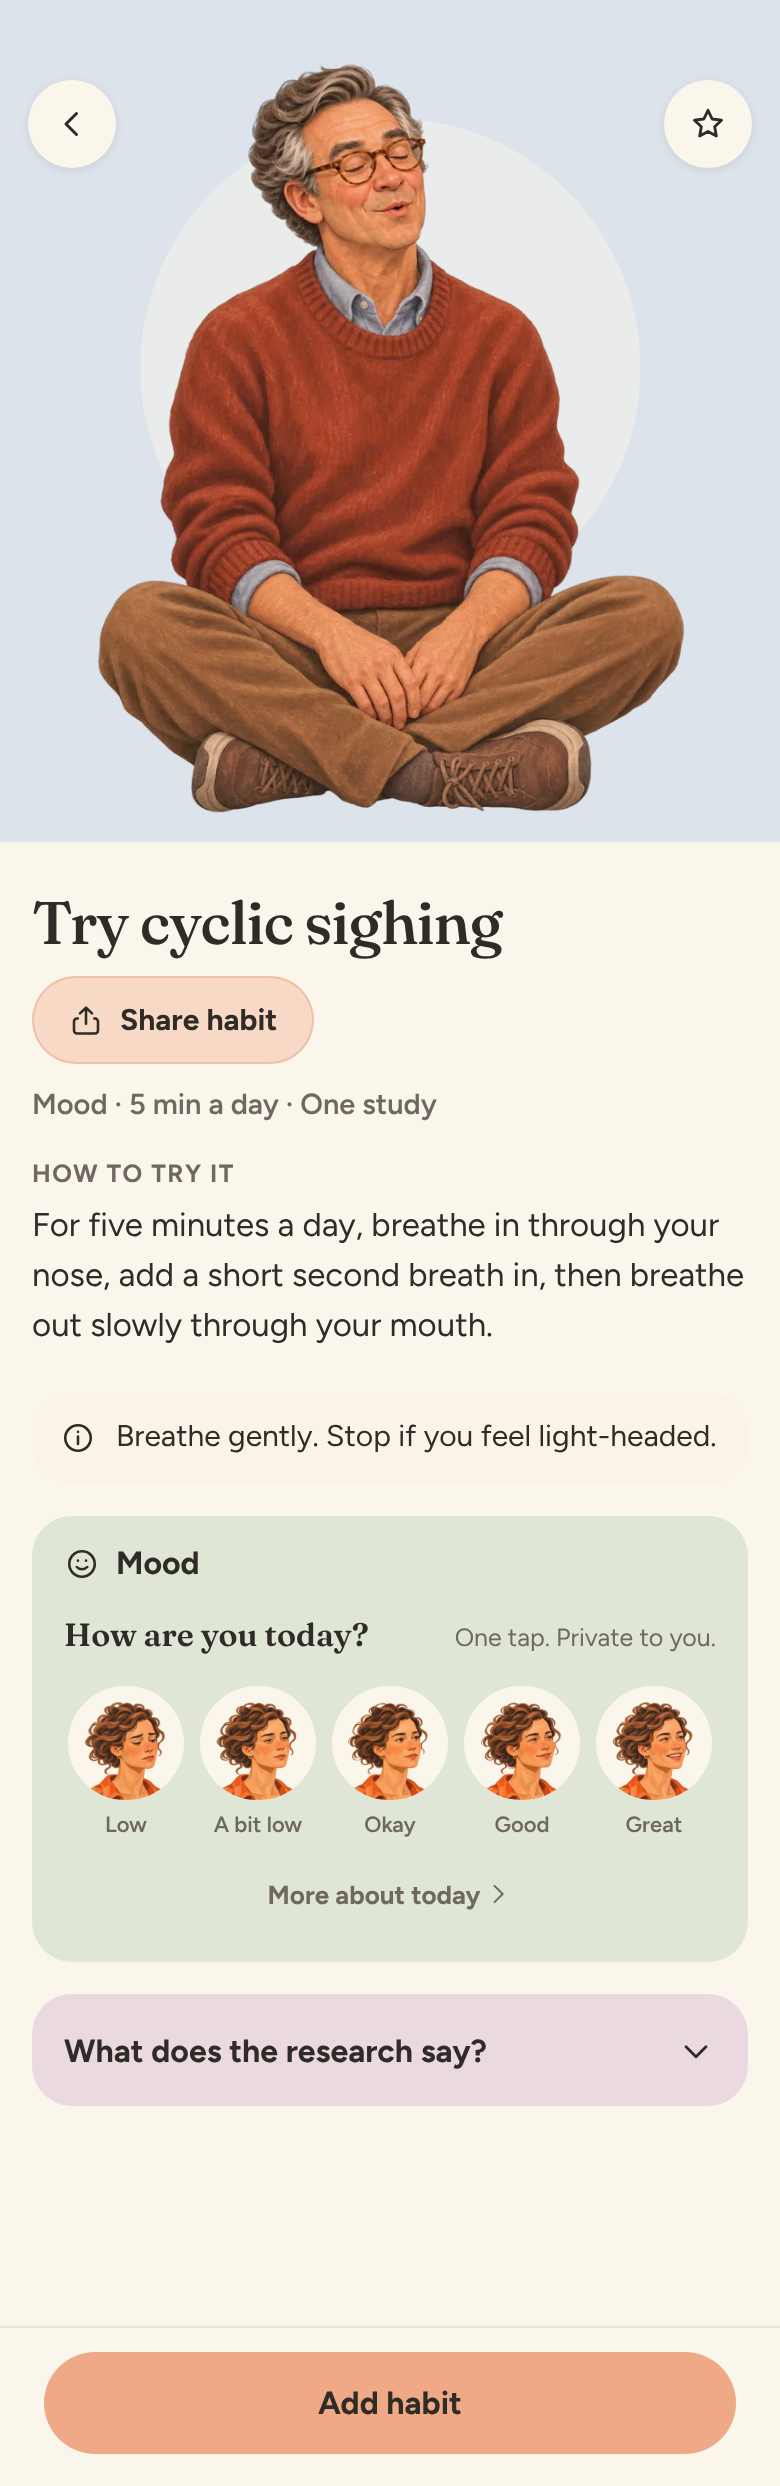 Try cyclic sighing
Share habit
Mood · 5 min a day · One study
HOW TO TRY IT
For five minutes a day, breathe in through your
nose, add a short second breath in, then breathe
out slowly through your mouth.
Breathe gently. Stop if you feel light-headed.
Mood
How are you today?
One tap. Private to you.
Low
A bit low
Okay
Good
Great
More about today
What does the research say?
Add habit